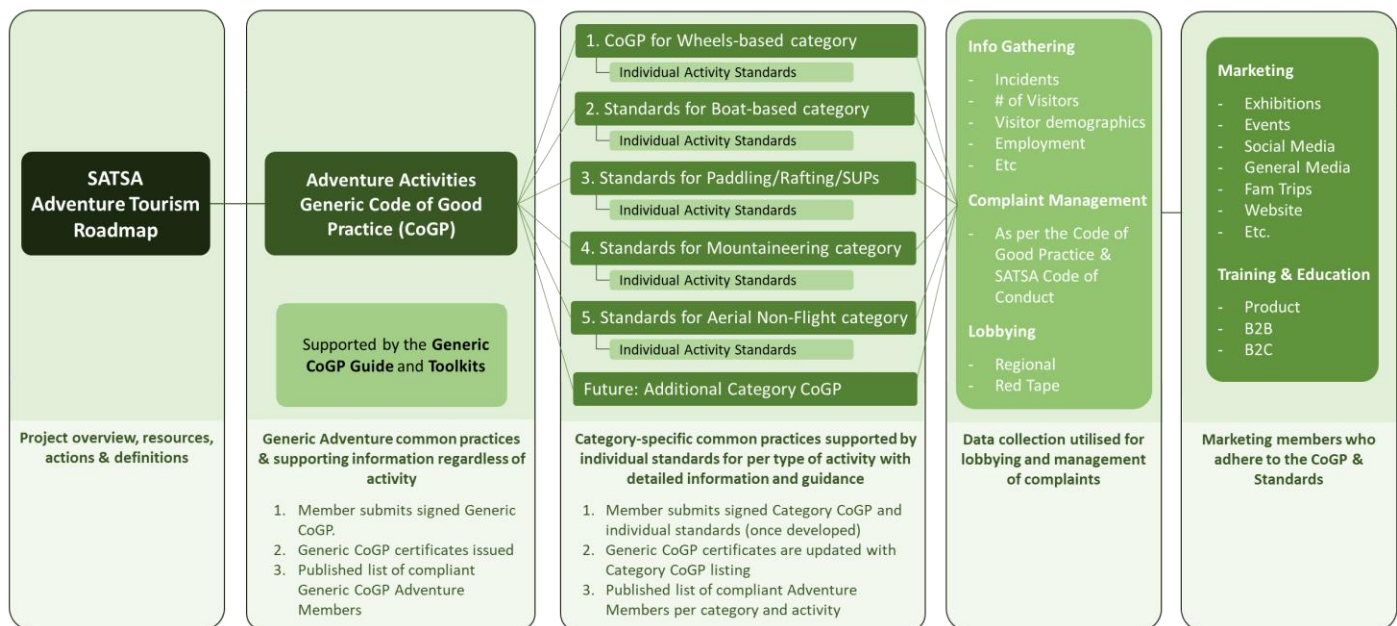 SATSA
Adventure Tourism
Roadmap
Project overview, resources,
actions & definitions
Adventure Activities
Generic Code of Good
Practice (CoGP)
Supported by the Generic
CoGP Guide and Toolkits
Generic Adventure common practices
& supporting information regardless of
activity
1. Member submits signed Generic
CoGP.
2. Generic CoGP certificates issued
3. Published list of compliant
Generic CoGP Adventure
Members
1. CoGP for Wheels-based category
Individual Activity Standards
2. Standards for Boat-based category
Individual Activity Standards
3. Standards for Paddling/Rafting/SUPs
Individual Activity Standards
4. Standards for Mountaineering category
Individual Activity Standards
5. Standards for Aerial Non-Flight category
Individual Activity Standards
Future: Additional Category CoGP
Category-specific common practices supported by
individual standards for per type of activity with
detailed information and guidance
1. Member submits signed Category CoGP and
individual standards (once developed)
2. Generic CoGP certificates are updated with
Category CoGP listing
3. Published list of compliant Adventure
Members per category and activity
Info Gathering
- Incidents
- # of Visitors
- Visitor demographics
- Employment
- Etc
Complaint Management
- As per the Code of
Good Practice &
SATSA Code of
Conduct
Lobbying
- Regional
- Red Tape
Data collection utilised for
lobbying and management
of complaints
Marketing
- Exhibitions
- Events
- Social Media
- General Media
- Fam Trips
- Website
- Etc.
Training & Education
- Product
- B2B
- B2C
Marketing members who
adhere to the CoGP &
Standards